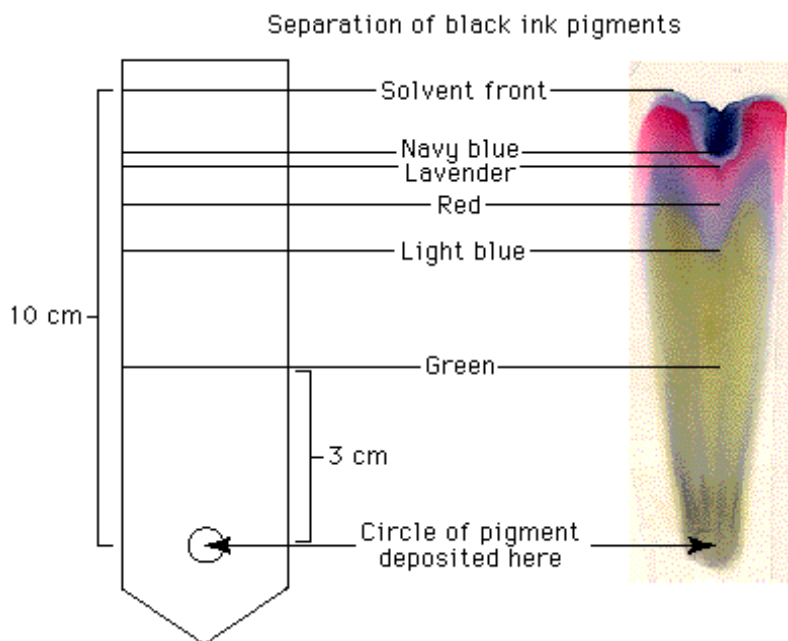 Separation of black ink pigments
Solvent front
Navy blue
Lavender
Red
Light blue
10 cm
Green
3 cm
Circle of pigment
deposited here